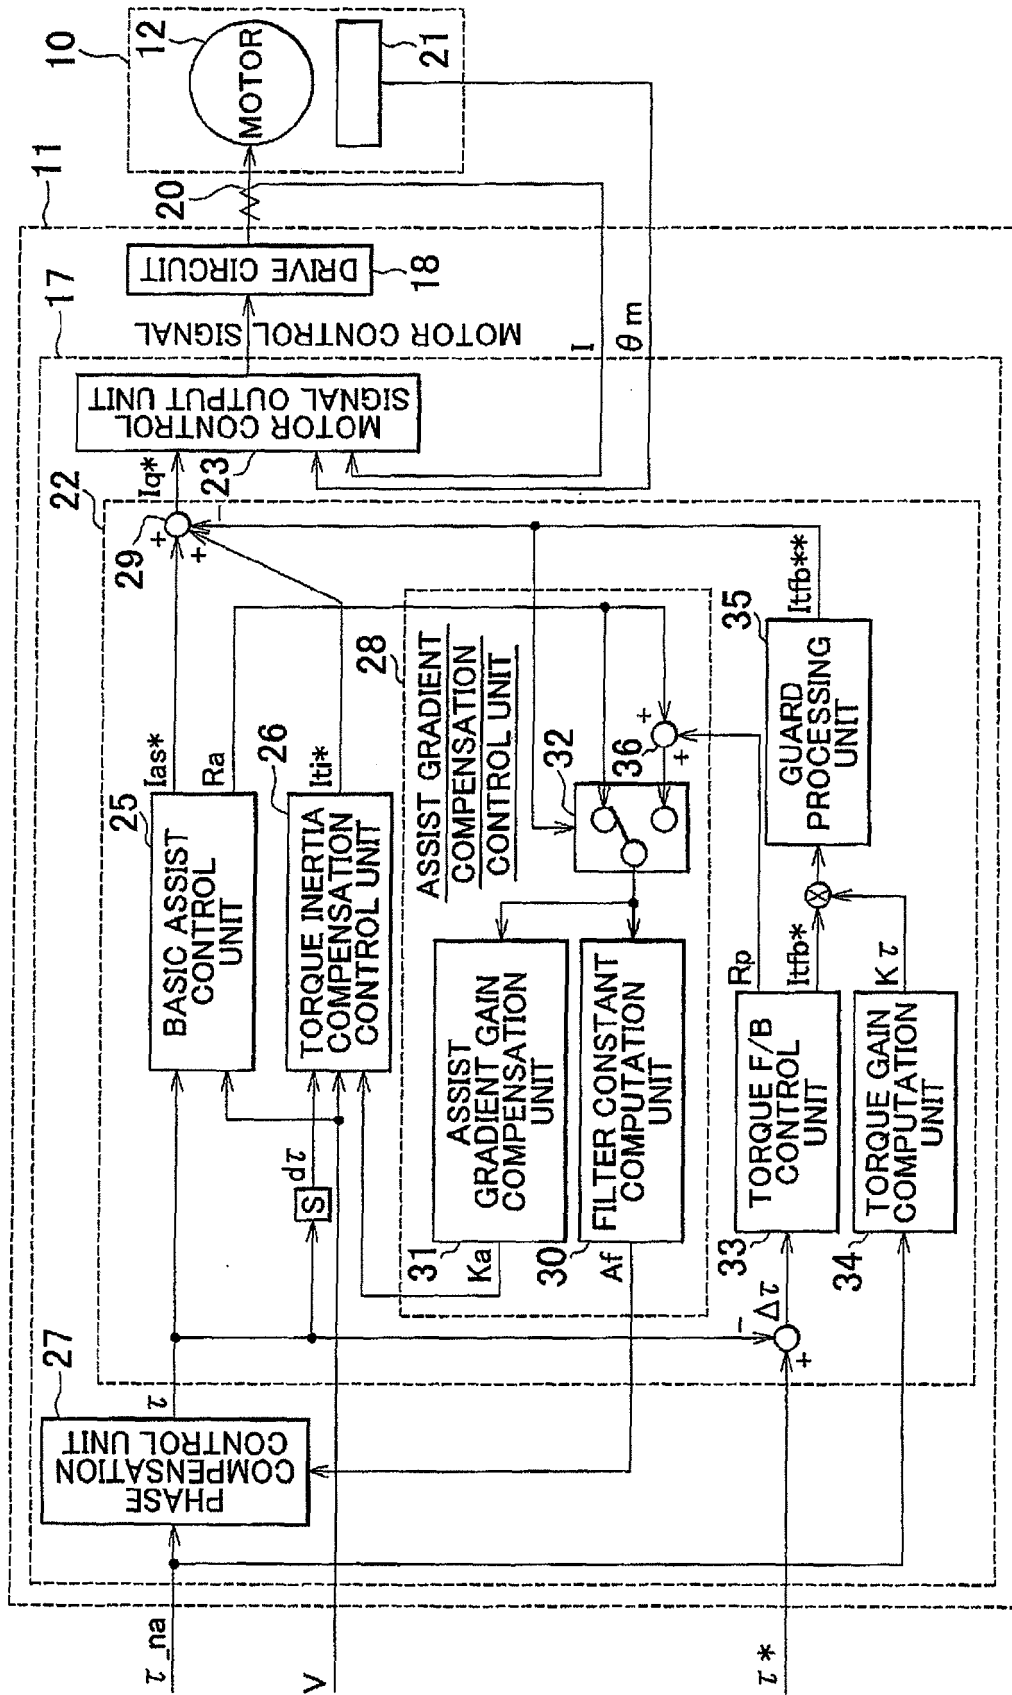 10
12
MOTOR
21
11
20
17
DRIVE CIRCUIT
18
MOTOR CONTROL SIGNAL
I
θm
22
MOTOR CONTROL
SIGNAL OUTPUT UNIT
23
Iq*
29
+
+
−
Ias*
Ra
25
BASIC ASSIST
CONTROL
UNIT
26
Iti*
TORQUE INERTIA
COMPENSATION
CONTROL UNIT
S
dτ
28
ASSIST GRADIENT
COMPENSATION
CONTROL UNIT
32
36
+
+
31
ASSIST
GRADIENT GAIN
COMPENSATION
UNIT
Ka
30
FILTER CONSTANT
COMPUTATION
UNIT
Af
35
GUARD
PROCESSING
UNIT
Itfb**
Rp
Itfb*
X
Kτ
33
TORQUE F/B
CONTROL
UNIT
34
TORQUE GAIN
COMPUTATION
UNIT
Δτ
−
+
27
PHASE
COMPENSATION
CONTROL UNIT
τ
τ_na
V
τ*